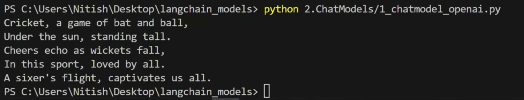 PS C:\Users\Nitish\Desktop\langchain_models> python 2.ChatModels/1_chatmodel_openai.py
Cricket, a game of bat and ball,
Under the sun, standing tall.
Cheers echo as wickets fall,
In this sport, loved by all.
A sixer's flight, captivates us all.
PS C:\Users\Nitish\Desktop\langchain_models>